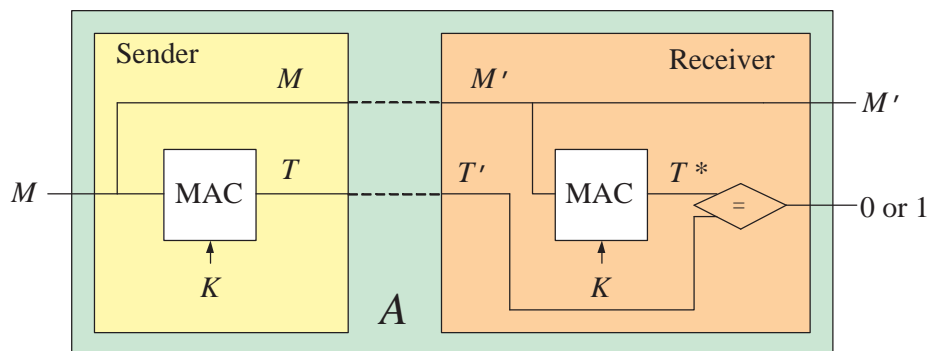 Sender
Receiver
M
M′
M′
M
MAC
T
T′
MAC
T *
=
0 or 1
K
K
A